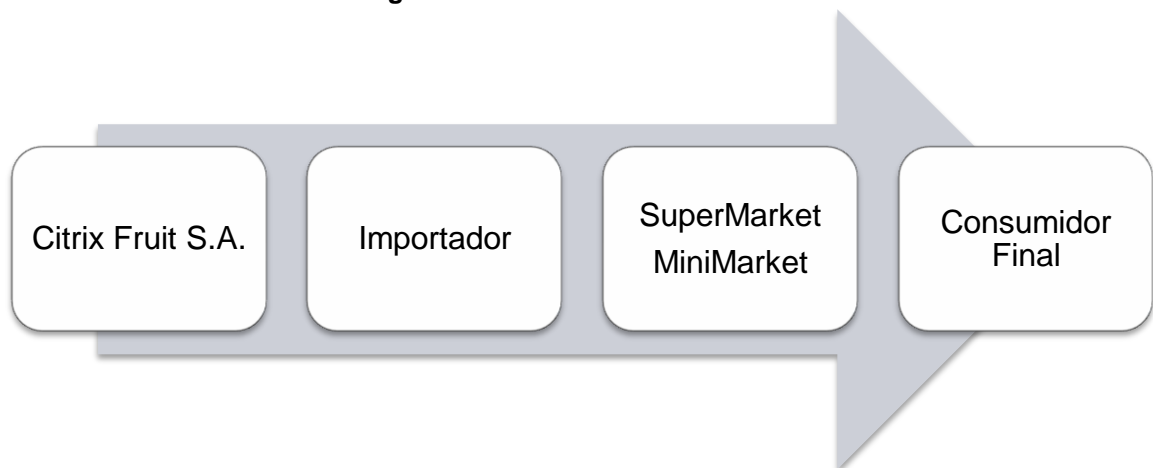 Citrix Fruit S.A.
Importador
SuperMarket
MiniMarket
Consumidor
Final